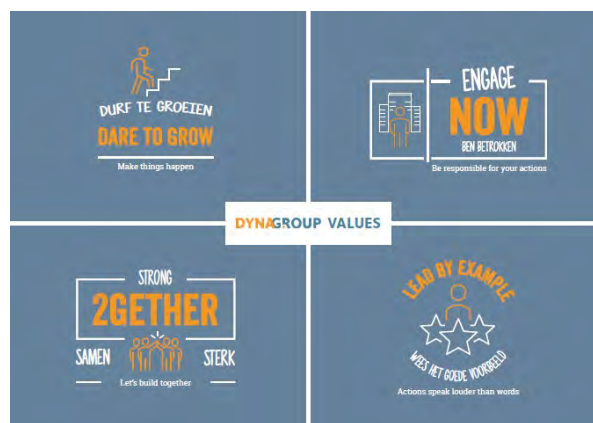 DURF TE GROEIEN
DARE TO GROW
Make things happen
ENGAGE
NOW
BEN BETROKKEN
Be responsible for your actions
DYNAGROUP VALUES
STRONG
2GETHER
SAMEN STERK
Let's build together
LEAD BY EXAMPLE
WEES HET GOEDE VOORBEELD
Actions speak louder than words